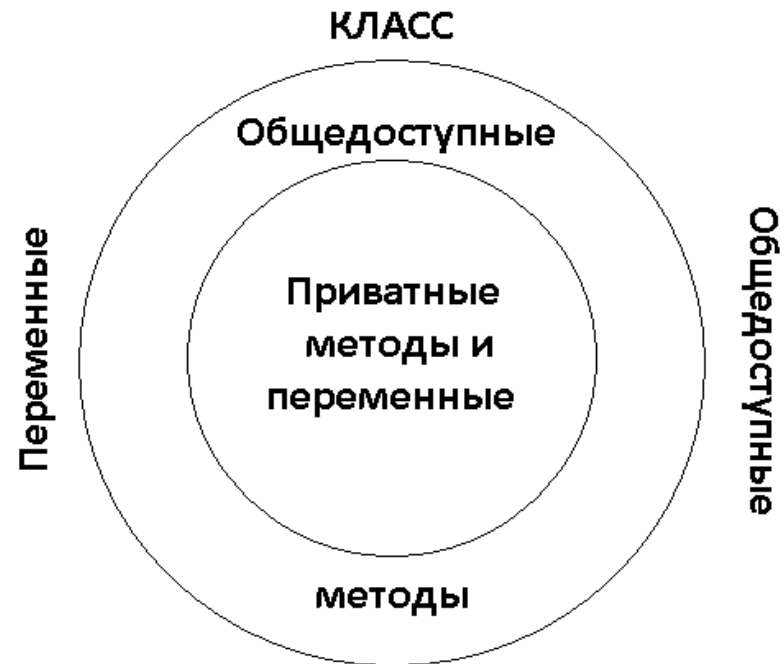 КЛАСС
Общедоступные
Переменные
Общедоступные
Приватные
методы и
переменные
методы